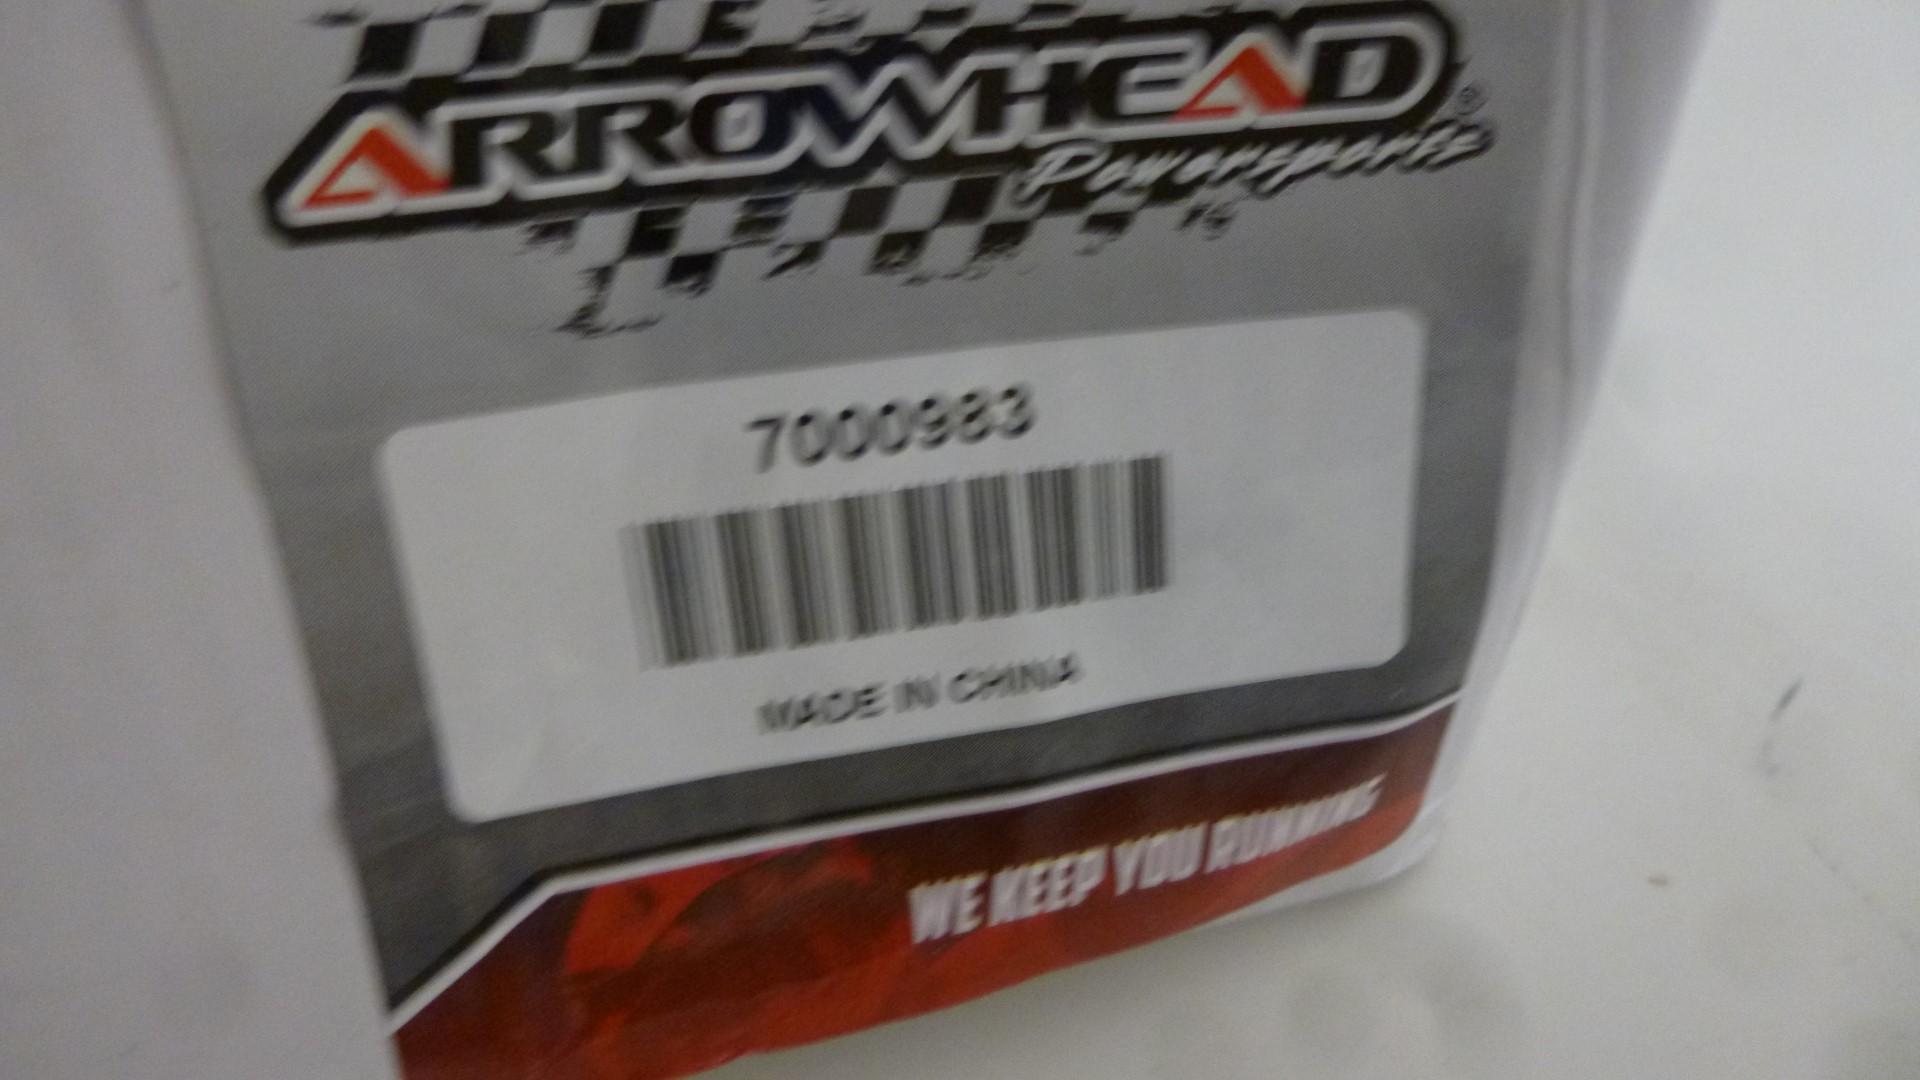 ARROWHEAD®
Powersports
7000983
MADE IN CHINA
WE KEEP YOU RUNNING